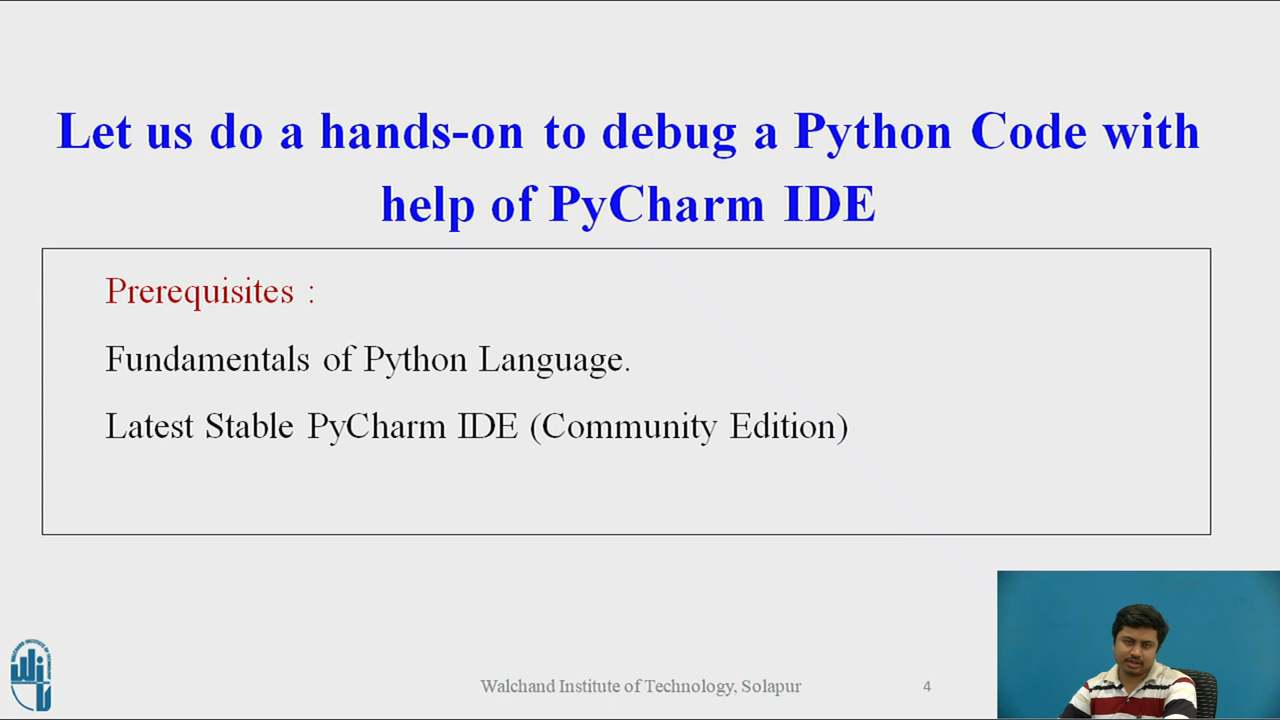 Let us do a hands-on to debug a Python Code with
help of PyCharm IDE
Prerequisites :
Fundamentals of Python Language.
Latest Stable PyCharm IDE (Community Edition)
Walchand Institute of Technology, Solapur
4